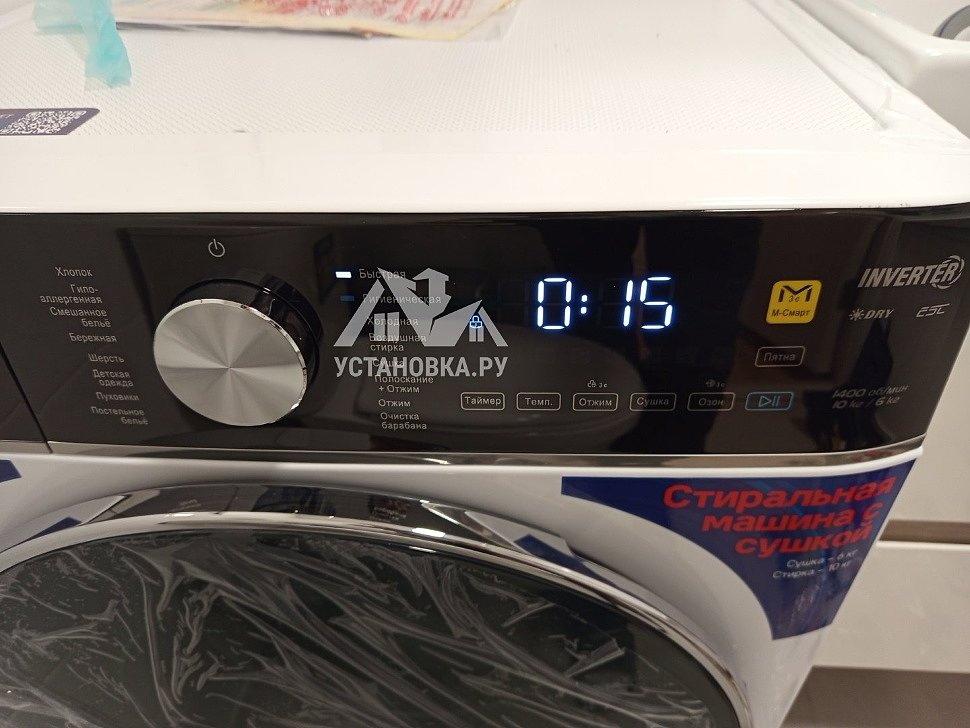 Хлопок
Гипо-
аллергенная
Смешанное
бельё
Бережная
Шерсть
Детская
одежда
Пуховики
Постельное
бельё
Быстрая
Гигиеническая
Холодная
Воздушная
стирка
УСТАНОВКА.РУ
Полоскание
+ Отжим
Отжим
Очистка
барабана
0:15
3с
М-Смарт
INVERTER
DRY
Пятна
3с
3с
Таймер
Темп.
Отжим
Сушка
Озон
1400 об/мин
10 кг / 6 кг
Стиральная
машина с
сушкой
Сушка – 6 кг
Стирка – 10 кг